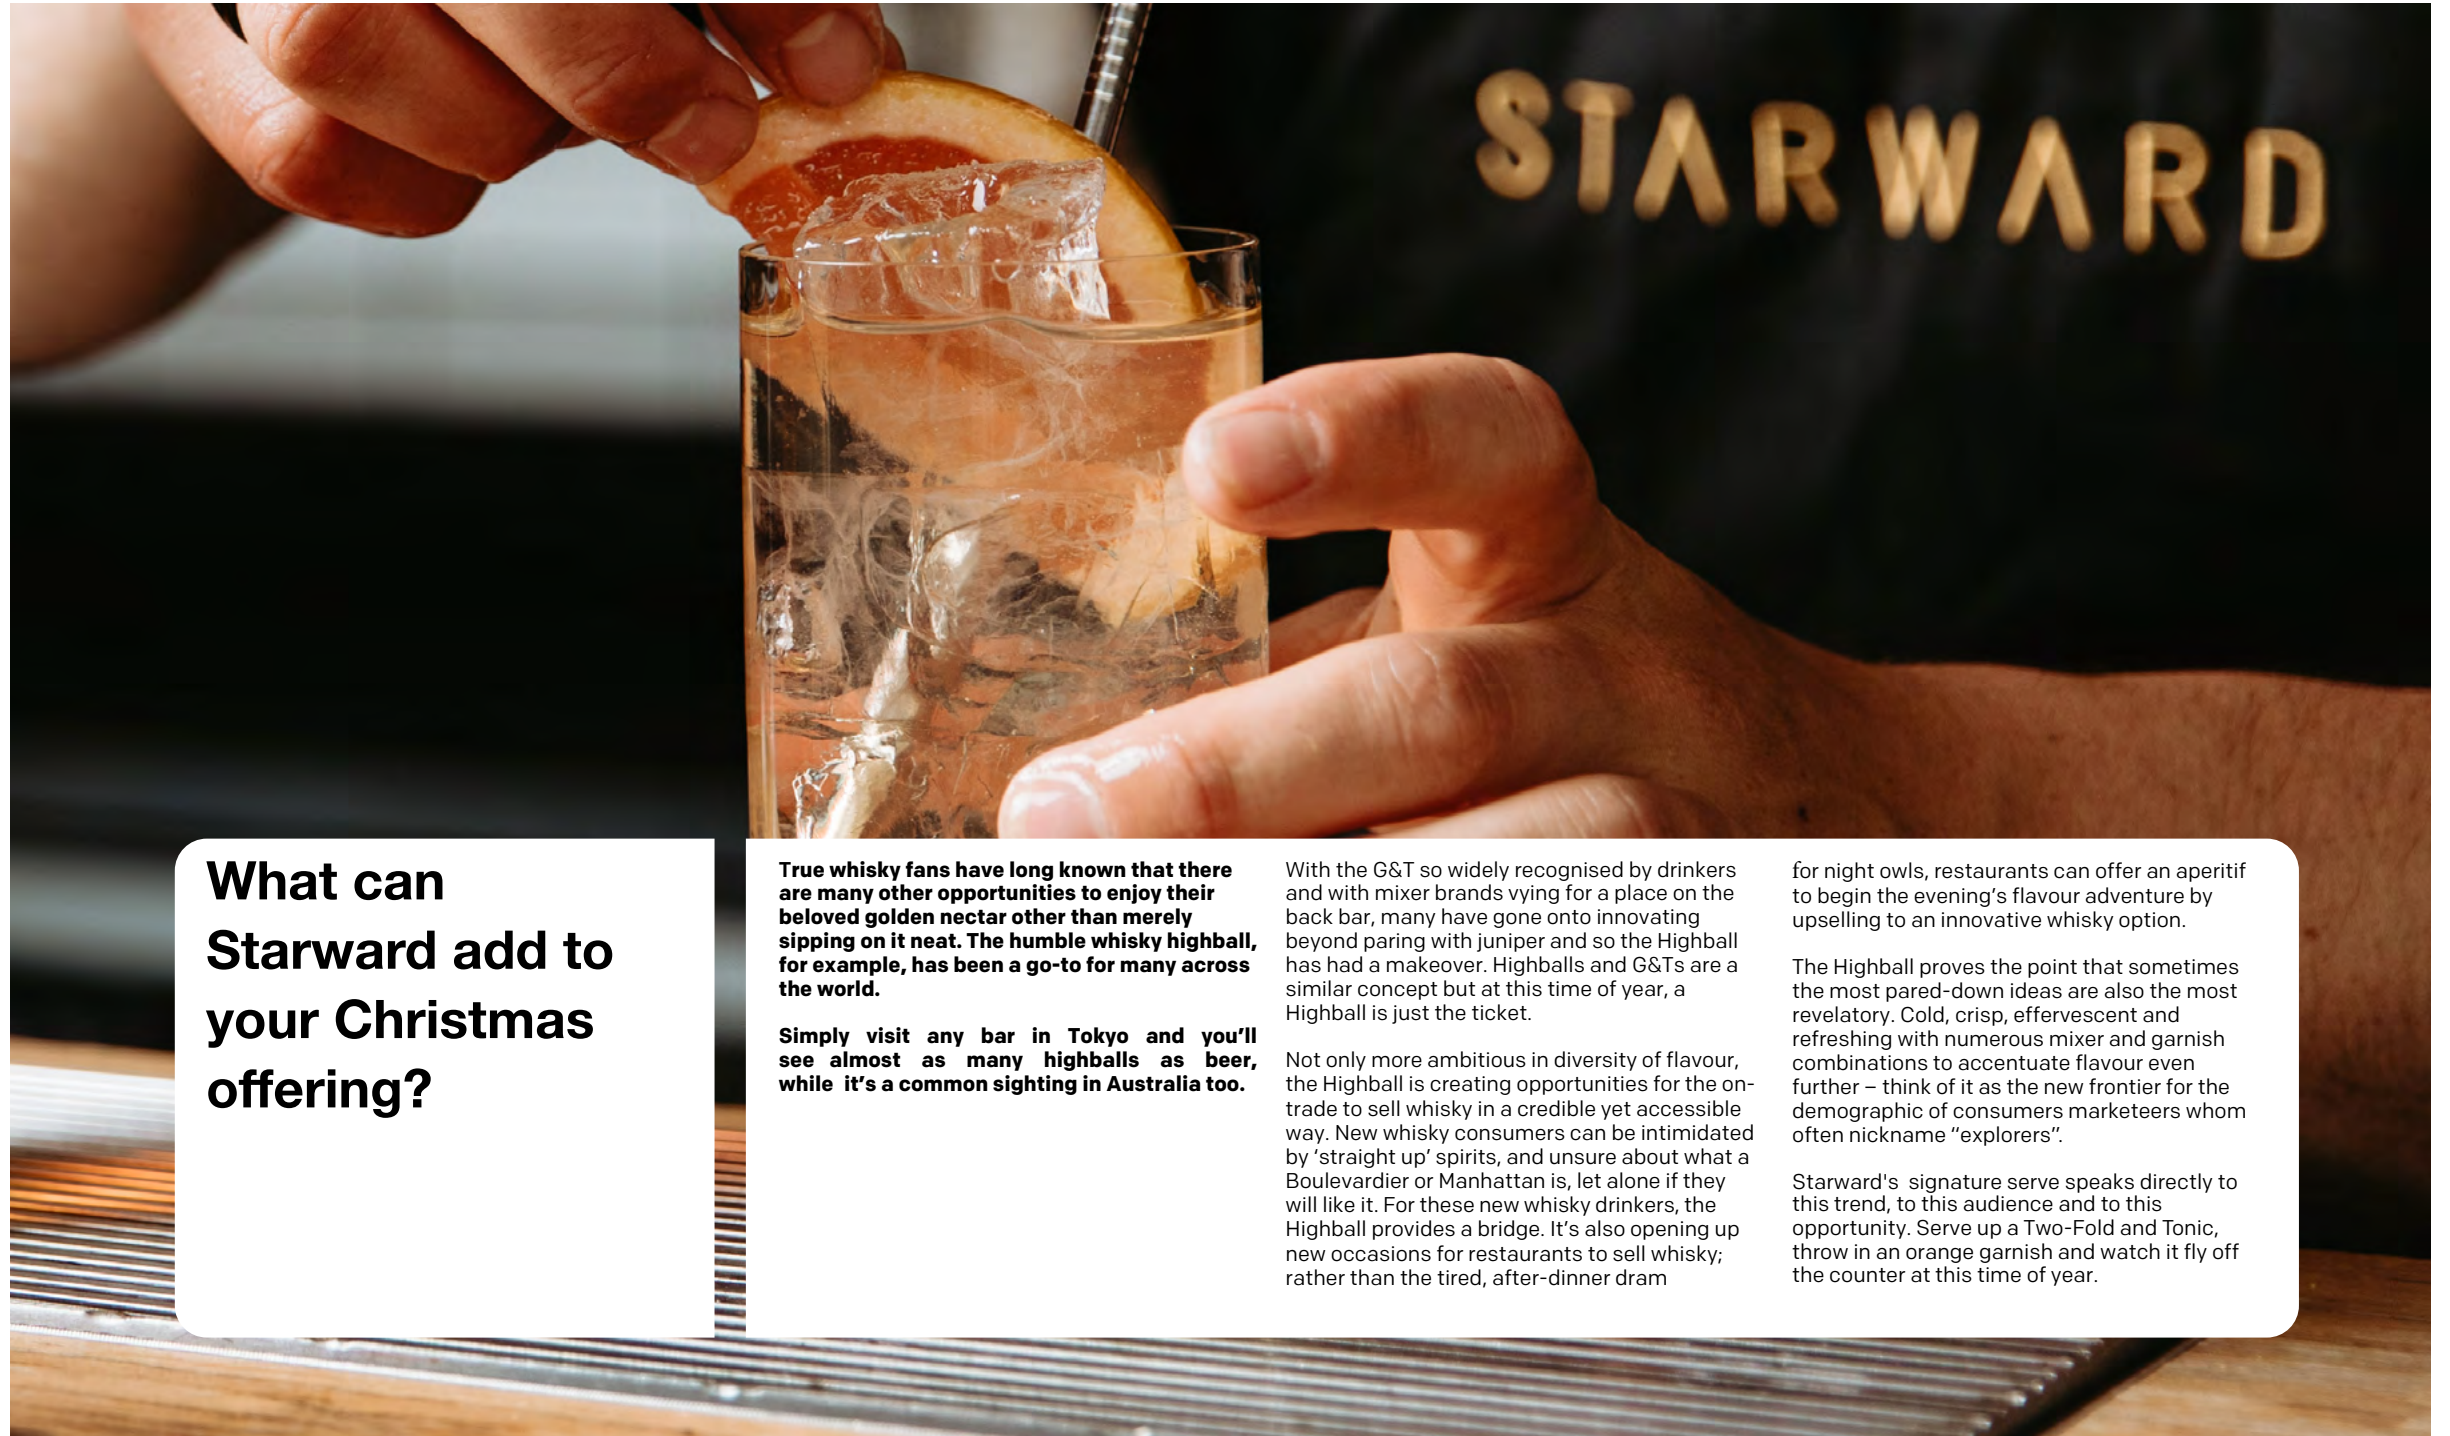 STARWARD
What can
Starward add to
your Christmas
offering?
True whisky fans have long known that there
are many other opportunities to enjoy their
beloved golden nectar other than merely
sipping on it neat. The humble whisky highball,
for example, has been a go-to for many across
the world.
Simply visit any bar in Tokyo and you’ll
see almost as many highballs as beer,
while it’s a common sighting in Australia too.
With the G&T so widely recognised by drinkers
and with mixer brands vying for a place on the
back bar, many have gone onto innovating
beyond paring with juniper and so the Highball
has had a makeover. Highballs and G&Ts are a
similar concept but at this time of year, a
Highball is just the ticket.
Not only more ambitious in diversity of flavour,
the Highball is creating opportunities for the on-
trade to sell whisky in a credible yet accessible
way. New whisky consumers can be intimidated
by ‘straight up’ spirits, and unsure about what a
Boulevardier or Manhattan is, let alone if they
will like it. For these new whisky drinkers, the
Highball provides a bridge. It’s also opening up
new occasions for restaurants to sell whisky;
rather than the tired, after-dinner dram
for night owls, restaurants can offer an aperitif
to begin the evening’s flavour adventure by
upselling to an innovative whisky option.
The Highball proves the point that sometimes
the most pared-down ideas are also the most
revelatory. Cold, crisp, effervescent and
refreshing with numerous mixer and garnish
combinations to accentuate flavour even
further – think of it as the new frontier for the
demographic of consumers marketeers whom
often nickname “explorers”.
Starward's signature serve speaks directly to
this trend, to this audience and to this
opportunity. Serve up a Two-Fold and Tonic,
throw in an orange garnish and watch it fly off
the counter at this time of year.